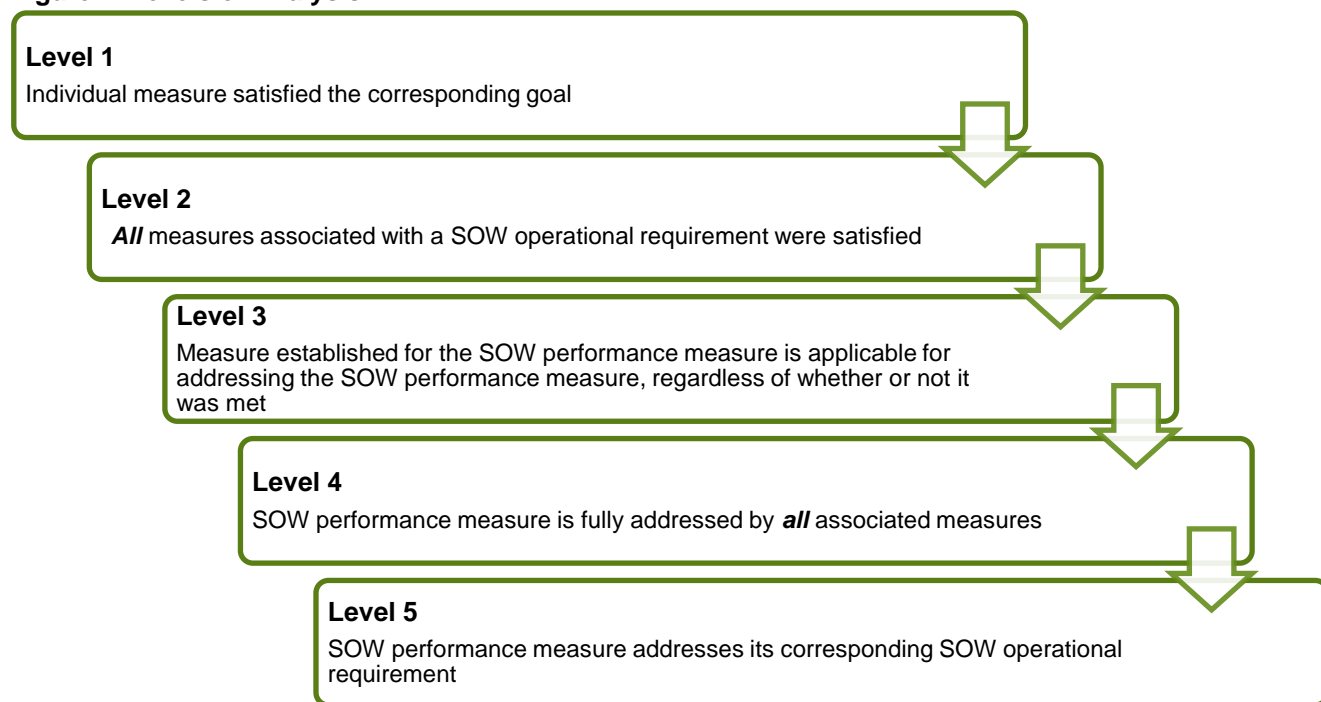 Level 1
Individual measure satisfied the corresponding goal
Level 2
All measures associated with a SOW operational requirement were satisfied
Level 3
Measure established for the SOW performance measure is applicable for
addressing the SOW performance measure, regardless of whether or not it
was met
Level 4
SOW performance measure is fully addressed by all associated measures
Level 5
SOW performance measure addresses its corresponding SOW operational
requirement